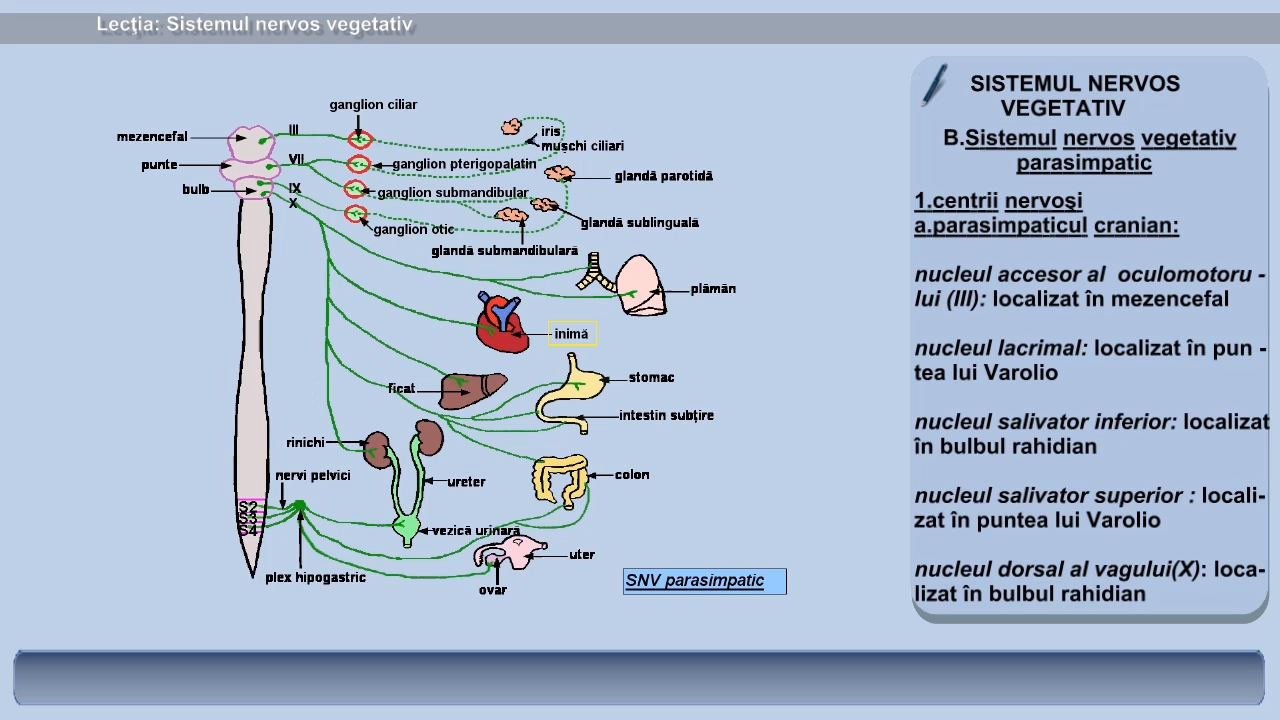 Lecţia: Sistemul nervos vegetativ
ganglion ciliar
mezencefal
III
iris
muschi ciliari
punte
VII
ganglion pterigopalatin
glandă parotidă
bulb
IX
ganglion submandibular
X
ganglion otic
glandă sublinguală
glandă submandibulară
plămăn
inimă
stomac
ficat
intestin subţire
rinichi
nervi pelvici
colon
ureter
S2
S3
S4
vezică urinară
uter
plex hipogastric
ovar
SNV parasimpatic
SISTEMUL NERVOS
VEGETATIV
B.Sistemul nervos vegetativ
parasimpatic
1.centrii nervoşi
a.parasimpaticul cranian:
nucleul accesor al oculomotoru -
lui (III): localizat în mezencefal
nucleul lacrimal: localizat în pun -
tea lui Varolio
nucleul salivator inferior: localizat
în bulbul rahidian
nucleul salivator superior : locali-
zat în puntea lui Varolio
nucleul dorsal al vagului(X): loca-
lizat în bulbul rahidian